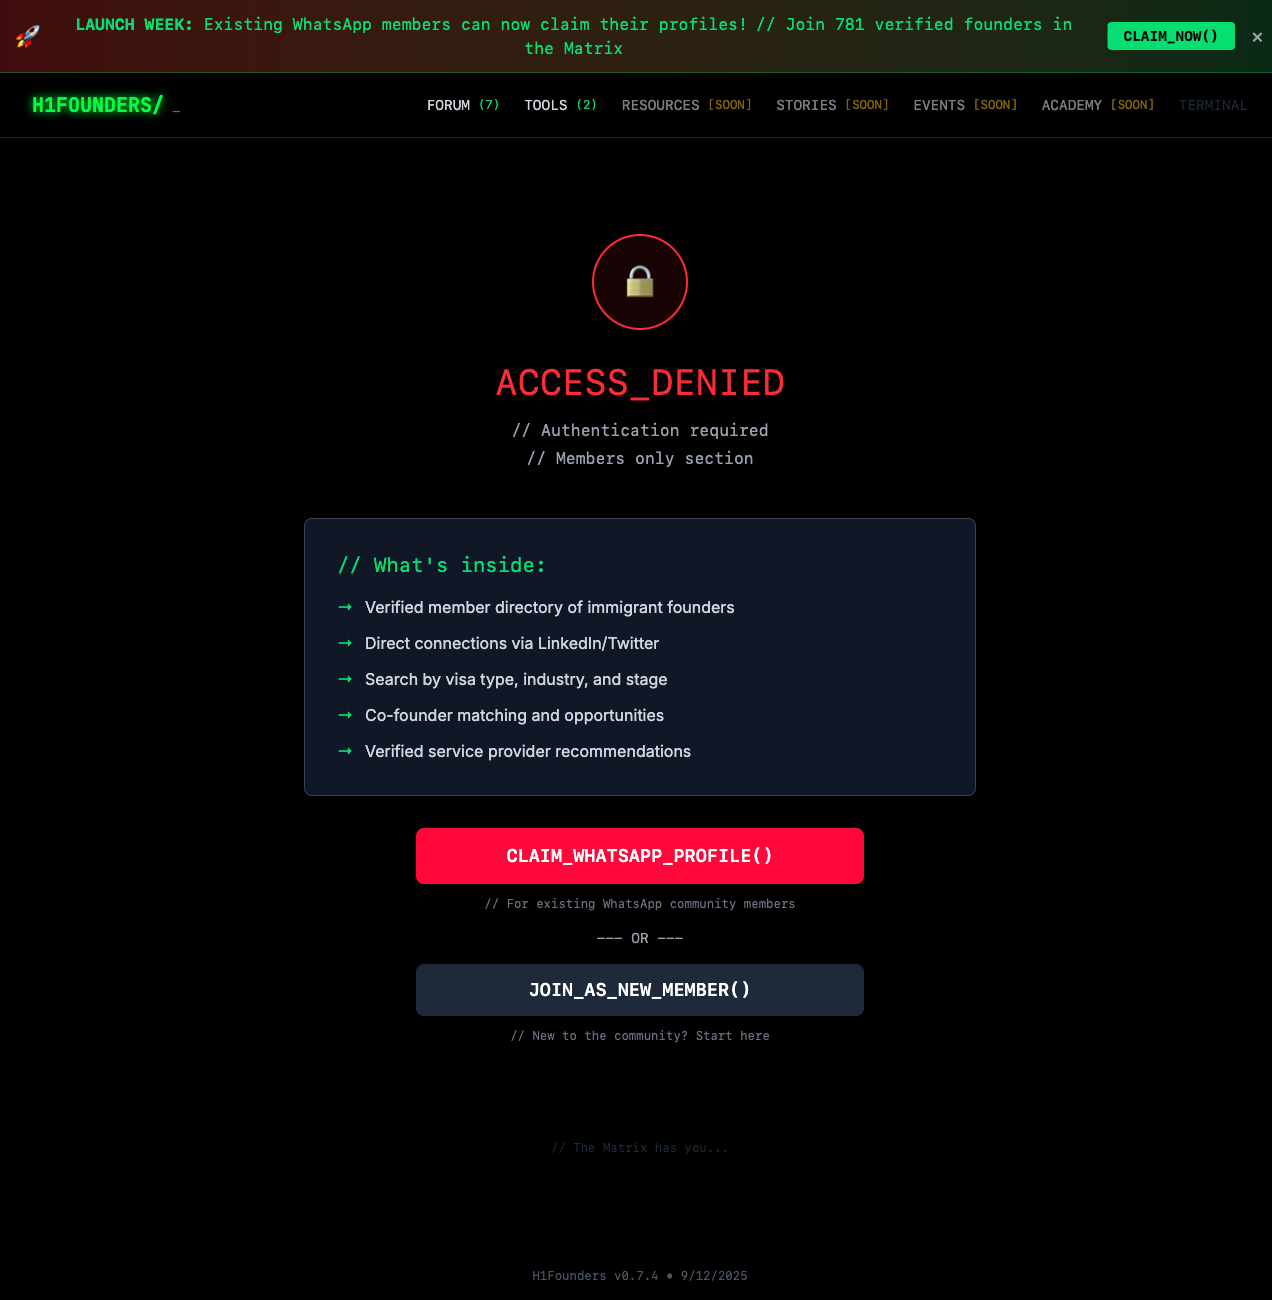 LAUNCH WEEK: Existing WhatsApp members can now claim their profiles! // Join 781 verified founders in
the Matrix
CLAIM_NOW()
×
H1FOUNDERS/ _
FORUM (7) TOOLS (2) RESOURCES [SOON] STORIES [SOON] EVENTS [SOON] ACADEMY [SOON] TERMINAL
ACCESS_DENIED
// Authentication required
// Members only section
// What's inside:
→ Verified member directory of immigrant founders
→ Direct connections via LinkedIn/Twitter
→ Search by visa type, industry, and stage
→ Co-founder matching and opportunities
→ Verified service provider recommendations
CLAIM_WHATSAPP_PROFILE()
// For existing WhatsApp community members
——— OR ———
JOIN_AS_NEW_MEMBER()
// New to the community? Start here
// The Matrix has you...
H1Founders v0.7.4 • 9/12/2025